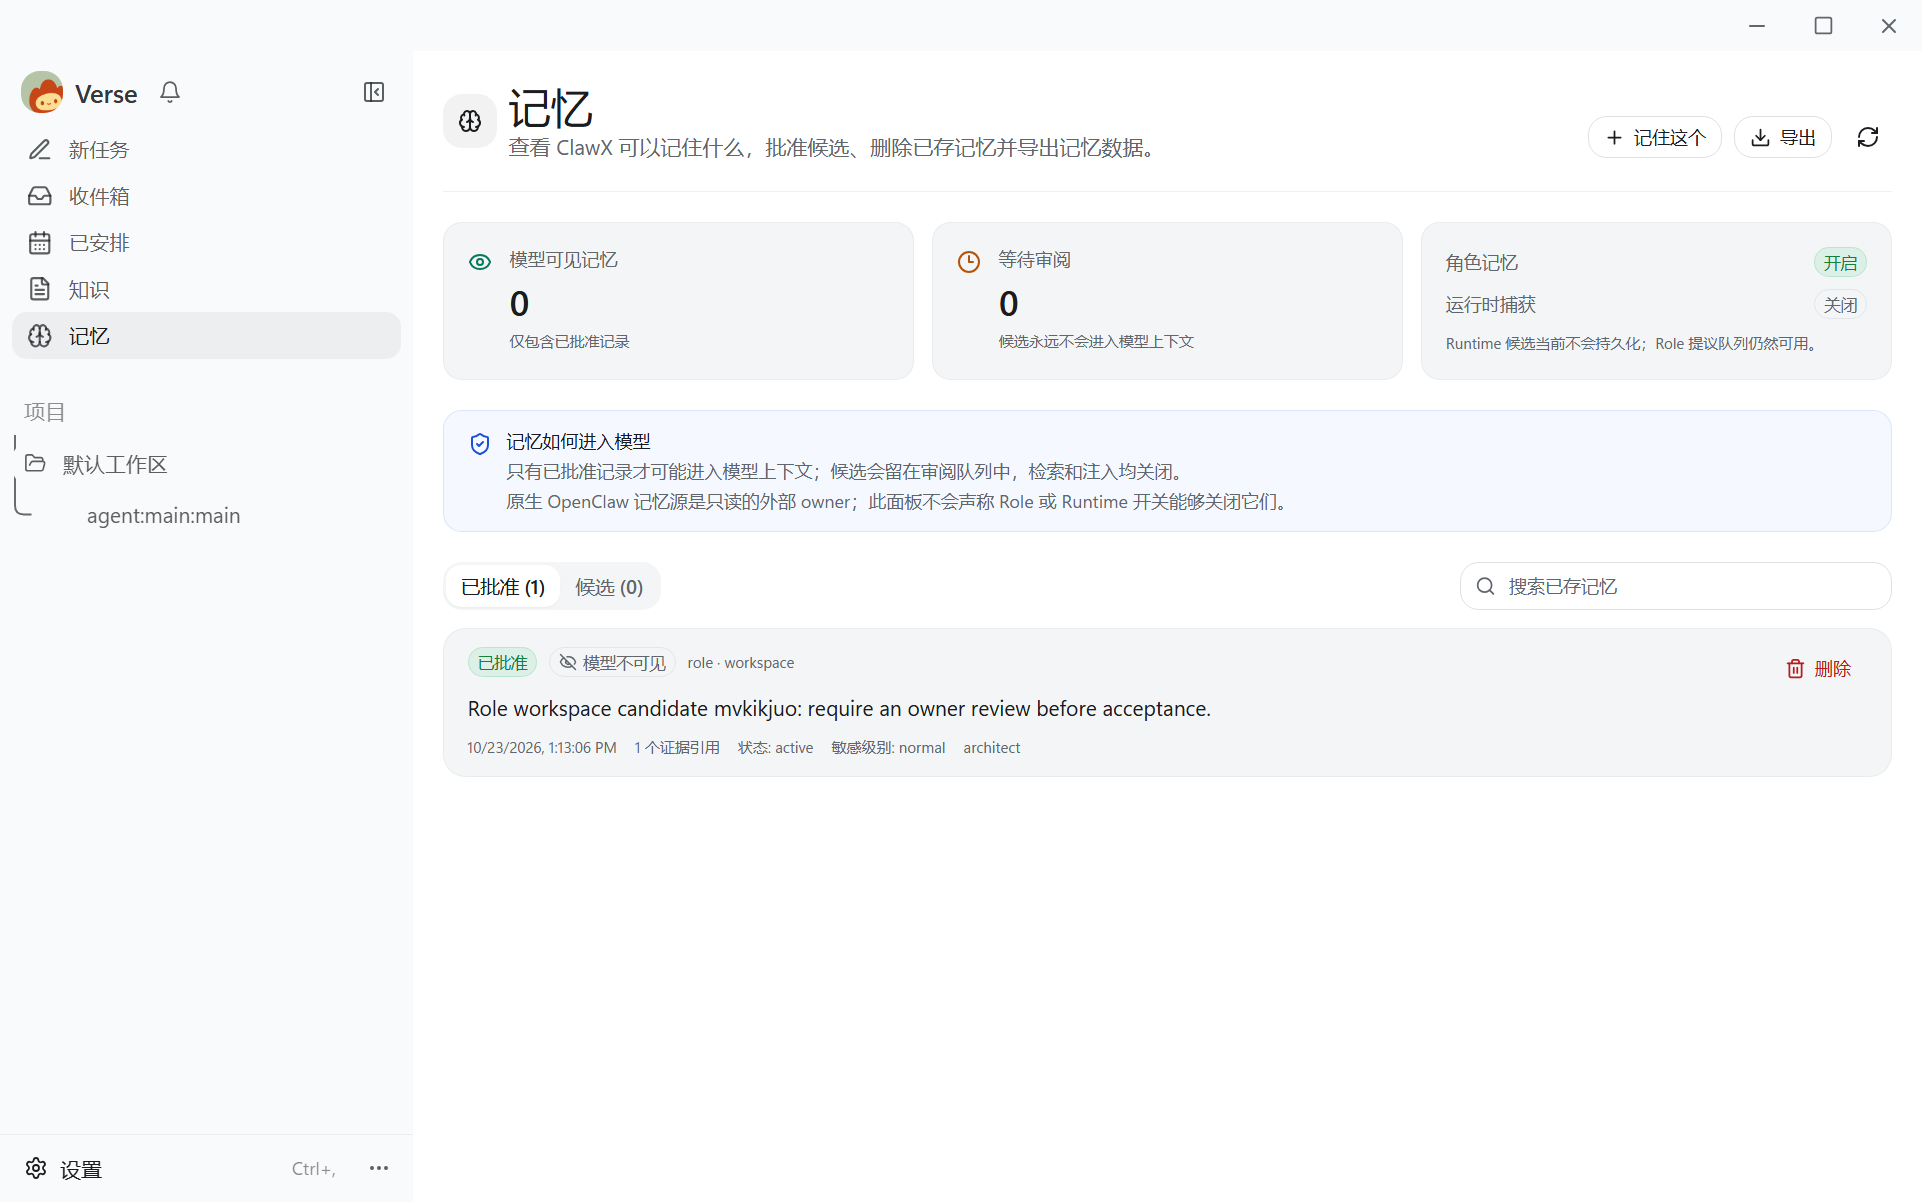 Verse
新任务
收件箱
已安排
知识
记忆
项目
默认工作区
agent:main:main
设置
Ctrl+,
记忆
查看 ClawX 可以记住什么，批准候选、删除已存记忆并导出记忆数据。
记住这个
导出
模型可见记忆
0
仅包含已批准记录
等待审阅
0
候选永远不会进入模型上下文
角色记忆
开启
运行时捕获
关闭
Runtime 候选当前不会持久化；Role 提议队列仍然可用。
记忆如何进入模型
只有已批准记录才可能进入模型上下文；候选会留在审阅队列中，检索和注入均关闭。
原生 OpenClaw 记忆源是只读的外部 owner；此面板不会声称 Role 或 Runtime 开关能够关闭它们。
已批准 (1)
候选 (0)
搜索已存记忆
已批准
模型不可见
role · workspace
删除
Role workspace candidate mvkikjuo: require an owner review before acceptance.
10/23/2026, 1:13:06 PM 1 个证据引用 状态: active 敏感级别: normal architect